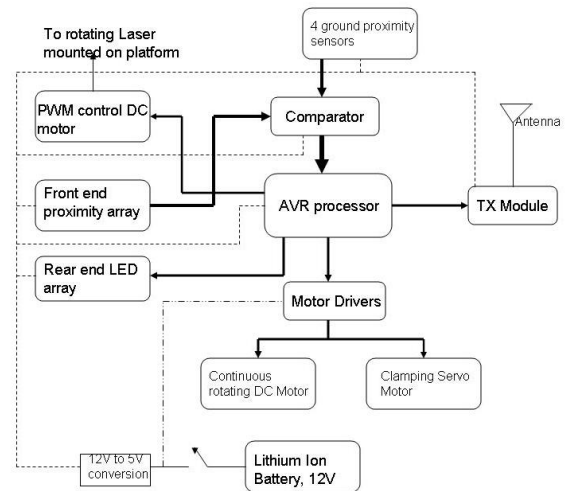 To rotating Laser
mounted on platform
4 ground proximity
sensors
PWM control DC
motor
Comparator
Antenna
Front end
proximity array
AVR processor
TX Module
Rear end LED
array
Motor Drivers
Continuous
rotating DC Motor
Clamping Servo
Motor
12V to 5V
conversion
Lithium Ion
Battery, 12V